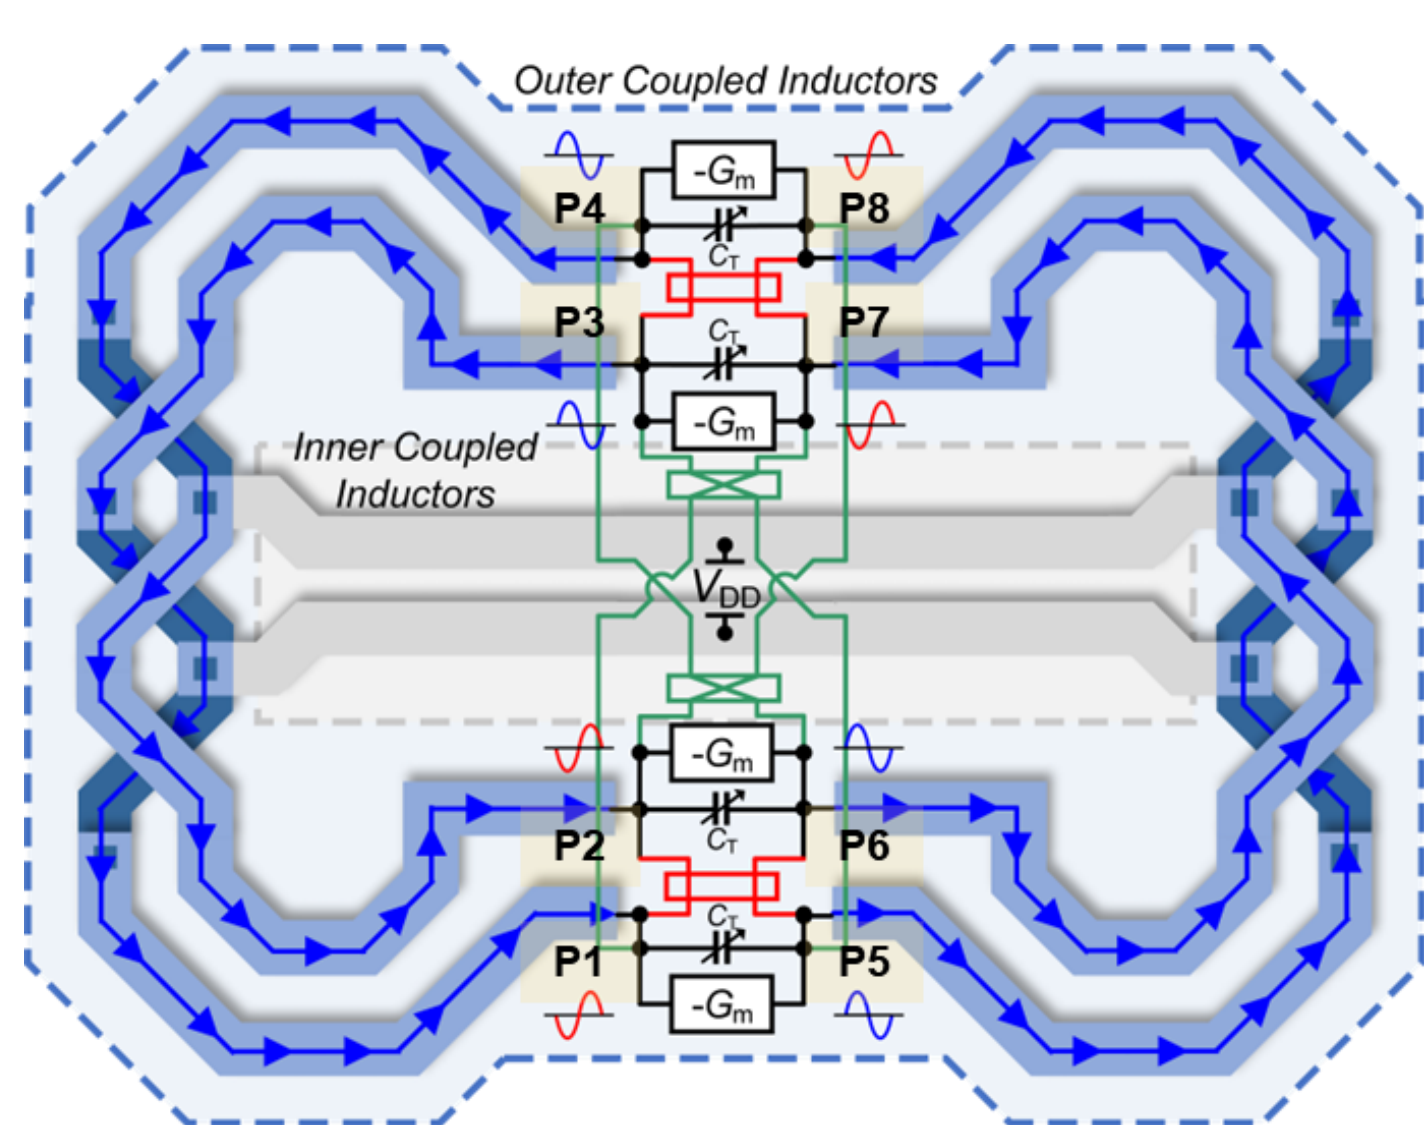 Outer Coupled Inductors
-Gm
P4
P8
CT
P3
CT
P7
-Gm
Inner Coupled
Inductors
VDD
-Gm
P2
CT
P6
CT
P1
P5
-Gm